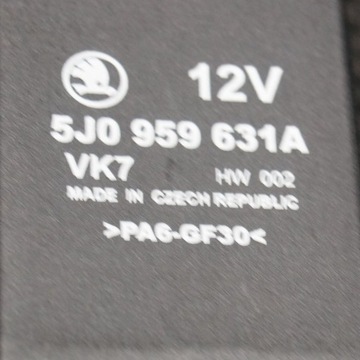 12V
5J0 959 631A
VK7 HW 002
MADE IN CZECH REPUBLIC
>PA6-GF30<